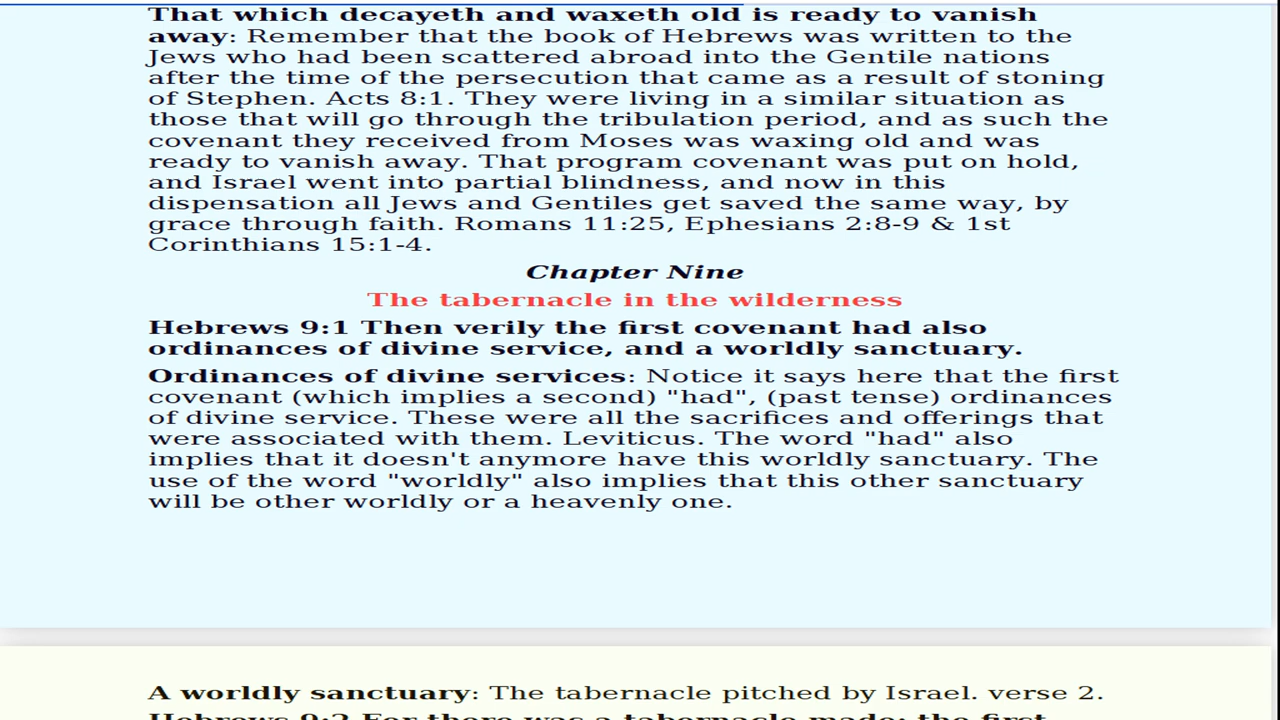 That which decayeth and waxeth old is ready to vanish
away: Remember that the book of Hebrews was written to the
Jews who had been scattered abroad into the Gentile nations
after the time of the persecution that came as a result of stoning
of Stephen. Acts 8:1. They were living in a similar situation as
those that will go through the tribulation period, and as such the
covenant they received from Moses was waxing old and was
ready to vanish away. That program covenant was put on hold,
and Israel went into partial blindness, and now in this
dispensation all Jews and Gentiles get saved the same way, by
grace through faith. Romans 11:25, Ephesians 2:8-9 & 1st
Corinthians 15:1-4.
Chapter Nine
The tabernacle in the wilderness
Hebrews 9:1 Then verily the first covenant had also
ordinances of divine service, and a worldly sanctuary.
Ordinances of divine services: Notice it says here that the first
covenant (which implies a second) "had", (past tense) ordinances
of divine service. These were all the sacrifices and offerings that
were associated with them. Leviticus. The word "had" also
implies that it doesn't anymore have this worldly sanctuary. The
use of the word "worldly" also implies that this other sanctuary
will be other worldly or a heavenly one.
A worldly sanctuary: The tabernacle pitched by Israel. verse 2.
Hebrews 9:2 For there was a tabernacle made; the first